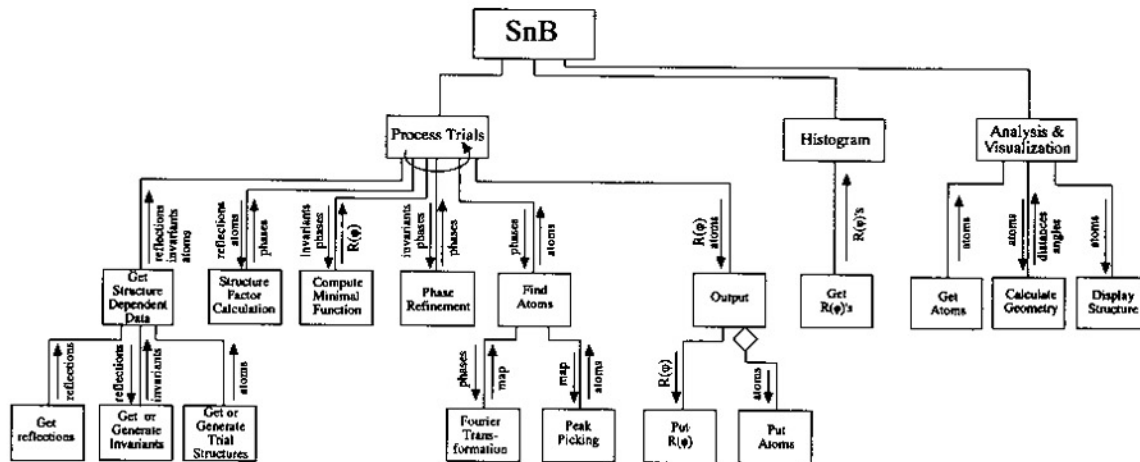 SnB
Process Trials
Histogram
Analysis &
Visualization
reflections
invariants
atoms
reflections
atoms
phases
invariants
phases
R(φ)
invariants
phases
phases
phases
atoms
R(φ)
atoms
R(φ)'s
atoms
atoms
distances
angles
atoms
Get
Structure
Dependent
Data
Structure
Factor
Calculation
Compute
Minimal
Function
Phase
Refinement
Find
Atoms
Output
Get
R(φ)'s
Get
Atoms
Calculate
Geometry
Display
Structure
reflections
reflections
invariants
atoms
phases
map
map
atoms
R(φ)
atoms
Get
reflections
Get or
Generate
Invariants
Get or
Generate
Trial
Structures
Fourier
Trans-
formation
Peak
Picking
Put
R(φ)
Put
Atoms